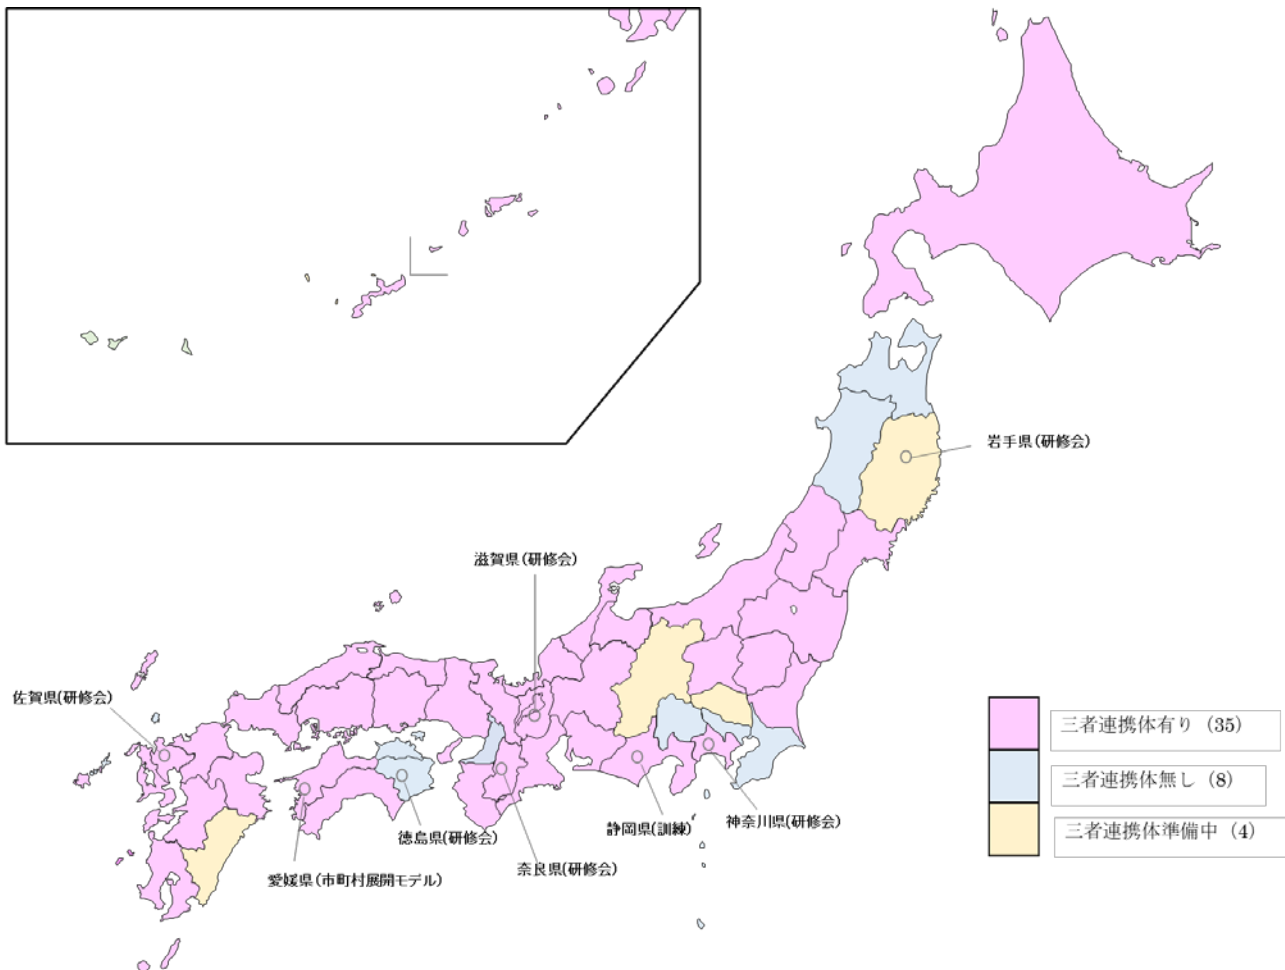 岩手県(研修会)
滋賀県(研修会)
佐賀県(研修会)
三者連携体有り（35）
三者連携体無し（8）
三者連携体準備中（4）
静岡県(訓練)
神奈川県(研修会)
徳島県(研修会)
奈良県(研修会)
愛媛県(市町村展開モデル)